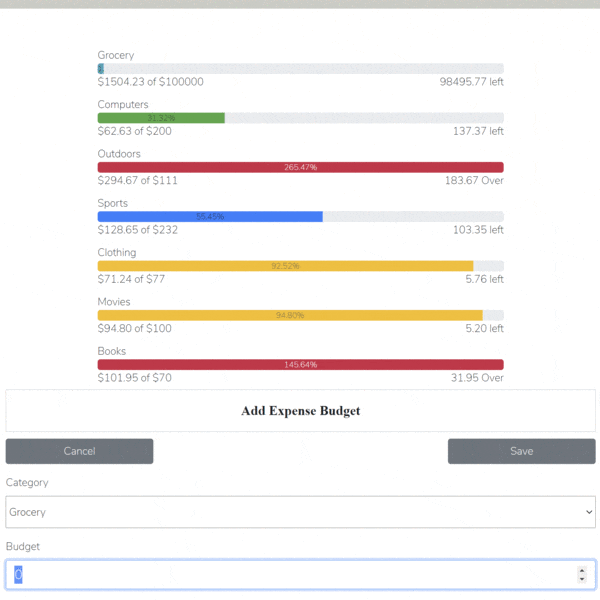 Grocery
$1504.23 of $100000 98495.77 left
Computers
31.32%
$62.63 of $200 137.37 left
Outdoors
265.47%
$294.67 of $111 183.67 Over
Sports
55.45%
$128.65 of $232 103.35 left
Clothing
92.52%
$71.24 of $77 5.76 left
Movies
94.80%
$94.80 of $100 5.20 left
Books
145.64%
$101.95 of $70 31.95 Over
Add Expense Budget
Cancel Save
Category
Grocery
Budget
0